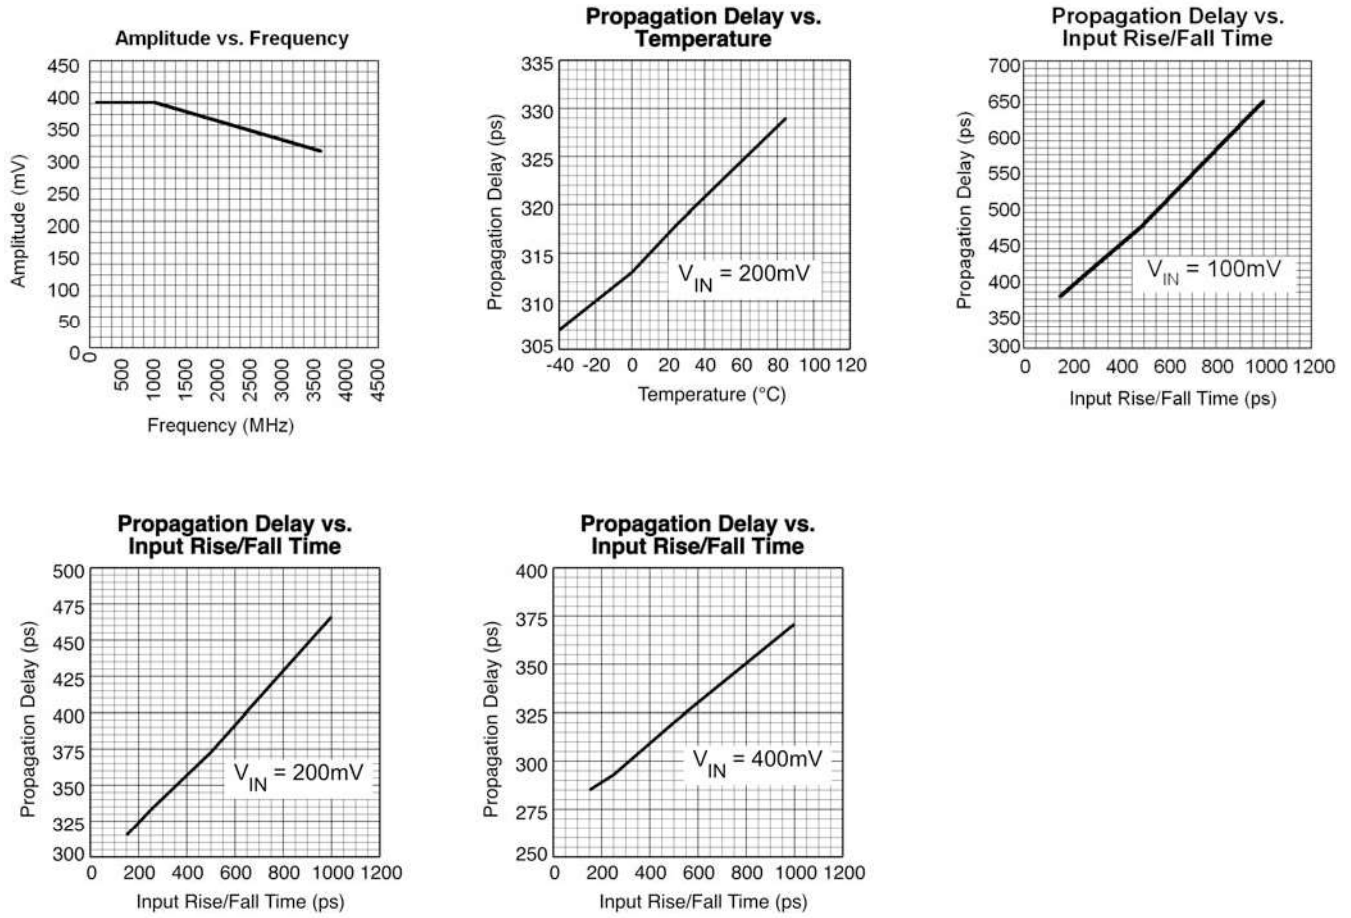 Amplitude vs. Frequency
450
400
350
300
250
200
150
100
50
0
Amplitude (mV)
0
500
1000
1500
2000
2500
3000
3500
4000
4500
Frequency (MHz)
Propagation Delay vs.
Temperature
335
330
325
320
315
310
305
Propagation Delay (ps)
VIN = 200mV
-40 -20 0 20 40 60 80 100 120
Temperature (°C)
Propagation Delay vs.
Input Rise/Fall Time
700
650
600
550
500
450
400
350
300
Propagation Delay (ps)
VIN = 100mV
0 200 400 600 800 1000 1200
Input Rise/Fall Time (ps)
Propagation Delay vs.
Input Rise/Fall Time
500
475
450
425
400
375
350
325
300
Propagation Delay (ps)
VIN = 200mV
0 200 400 600 800 1000 1200
Input Rise/Fall Time (ps)
Propagation Delay vs.
Input Rise/Fall Time
400
375
350
325
300
275
250
Propagation Delay (ps)
VIN = 400mV
0 200 400 600 800 1000 1200
Input Rise/Fall Time (ps)